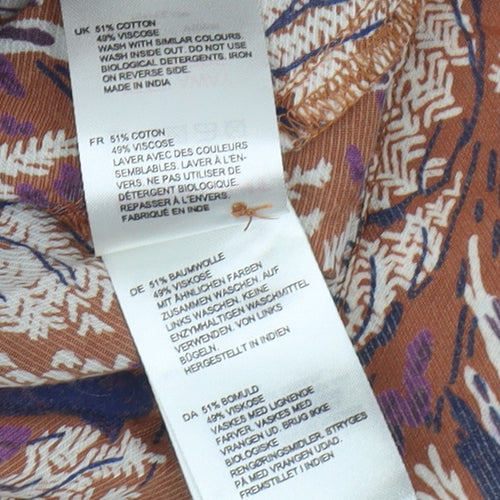 UK 51% COTTON
49% VISCOSE
WASH WITH SIMILAR COLOURS.
WASH INSIDE OUT. DO NOT USE
BIOLOGICAL DETERGENTS. IRON
ON REVERSE SIDE.
MADE IN INDIA
FR 51% COTON
49% VISCOSE
LAVER AVEC DES COULEURS
SEMBLABLES. LAVER À L'EN-
VERS. NE PAS UTILISER DE
DÉTERGENT BIOLOGIQUE.
REPASSER À L'ENVERS.
FABRIQUÉ EN INDE
DE 51% BAUMWOLLE
49% VISKOSE
MIT ÄHNLICHEN FARBEN
ZUSAMMEN WASCHEN. AUF
LINKS WASCHEN. KEINE
ENZYMHALTIGEN WASCHMITTEL
VERWENDEN. VON LINKS
BÜGELN.
HERGESTELLT IN INDIEN
DA 51% BOMULD
49% VISKOSE
VASKES MED LIGNENDE
FARVER. VASKES MED
VRANGEN UD. BRUG IKKE
BIOLOGISKE
RENGØRINGSMIDLER. STRYGES
PÅ MED VRANGEN UDAD.
FREMSTILLET I INDIEN